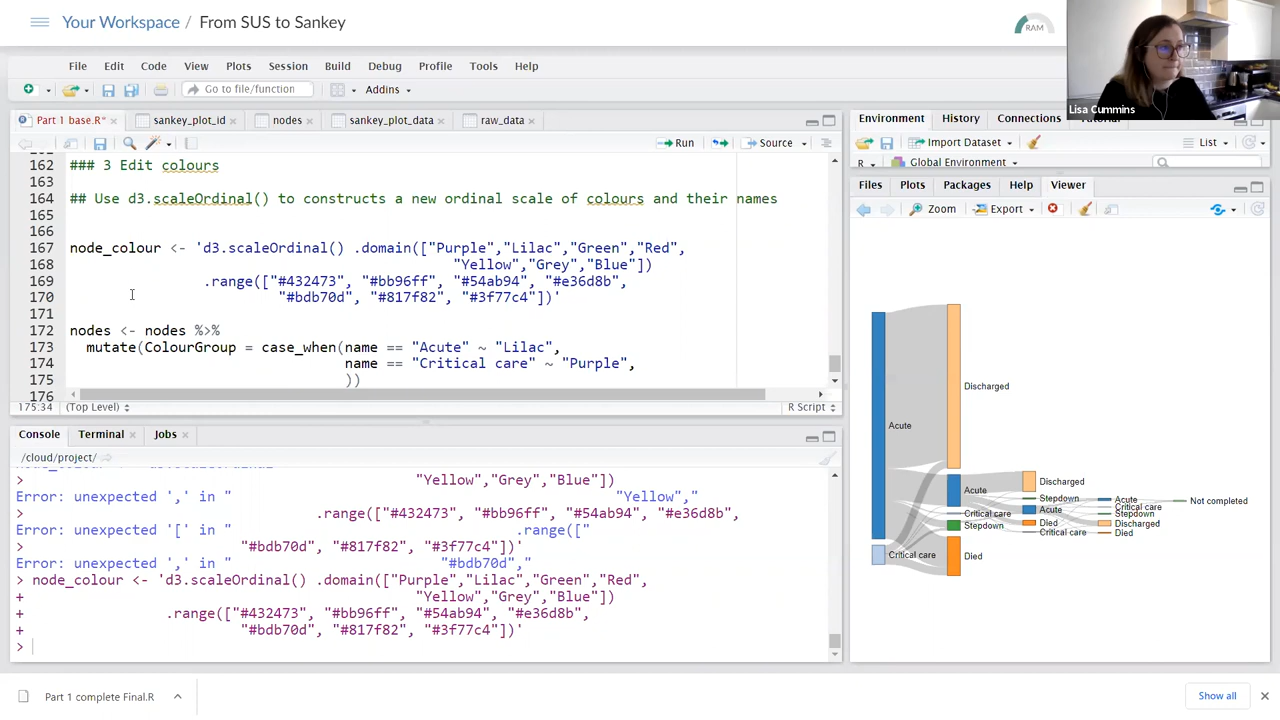 Your Workspace / From SUS to Sankey
RAM
Lisa Cummins
File Edit Code View Plots Session Build Debug Profile Tools Help
Go to file/function
Addins
Part 1 base.R*
sankey_plot_id
nodes
raw_data
Run
Source
162 ### 3 Edit colours
163
164 ## Use d3.scaleOrdinal() to constructs a new ordinal scale of colours and their names
165
166
167 node_colour <- 'd3.scaleOrdinal() .domain(["Purple","Lilac","Green","Red",
168 "Yellow","Grey","Blue"])
169 .range(["#432473", "#bb96ff", "#54ab94", "#e36d8b",
170 "#bdb70d", "#817f82", "#3f77c4"])'
171
172 nodes <- nodes %>%
173 mutate(ColourGroup = case_when(name == "Acute" ~ "Lilac",
174 name == "Critical care" ~ "Purple",
175 ))
176
175:34 (Top Level) R Script
Console Terminal Jobs
/cloud/project/
> "Yellow","Grey","Blue"])
Error: unexpected ',' in " "Yellow","
> .range(["#432473", "#bb96ff", "#54ab94", "#e36d8b",
Error: unexpected '[' in " .range(["
> "#bdb70d", "#817f82", "#3f77c4"])'
Error: unexpected ',' in " "#bdb70d","
> node_colour <- 'd3.scaleOrdinal() .domain(["Purple","Lilac","Green","Red",
+ "Yellow","Grey","Blue"])
+ .range(["#432473", "#bb96ff", "#54ab94", "#e36d8b",
+ "#bdb70d", "#817f82", "#3f77c4"])'
>
Environment History Connections
Import Dataset List
R Global Environment
Files Plots Packages Help Viewer
Zoom Export
Discharged
Acute
Critical care
Acute
Critical care
Stepdown
Died
Discharged
Stepdown
Acute
Died
Critical care
Acute
Critical care
Stepdown
Discharged
Died
Not completed
Part 1 complete Final.R
Show all